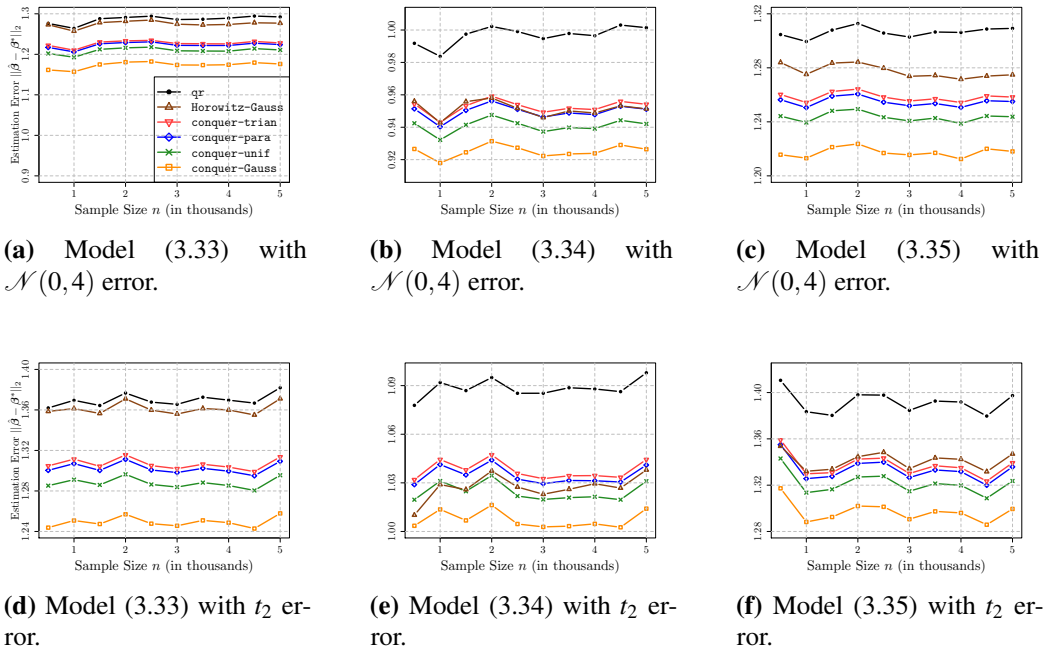 Estimation Error ||β̂ − β*||₂
1.3
1.2
1.1
1.0
0.9
qr
Horowitz-Gauss
conquer-trian
conquer-para
conquer-unif
conquer-Gauss
1 2 3 4 5
Sample Size n (in thousands)
1.00
0.98
0.96
0.94
0.92
1 2 3 4 5
Sample Size n (in thousands)
1.32
1.28
1.24
1.20
1 2 3 4 5
Sample Size n (in thousands)
(a) Model (3.33) with
𝒩(0,4) error.
(b) Model (3.34) with
𝒩(0,4) error.
(c) Model (3.35) with
𝒩(0,4) error.
Estimation Error ||β̂ − β*||₂
1.40
1.36
1.32
1.28
1.24
1 2 3 4 5
Sample Size n (in thousands)
1.09
1.06
1.03
1.00
1 2 3 4 5
Sample Size n (in thousands)
1.40
1.36
1.32
1.28
1 2 3 4 5
Sample Size n (in thousands)
(d) Model (3.33) with t₂ er-
ror.
(e) Model (3.34) with t₂ er-
ror.
(f) Model (3.35) with t₂ er-
ror.